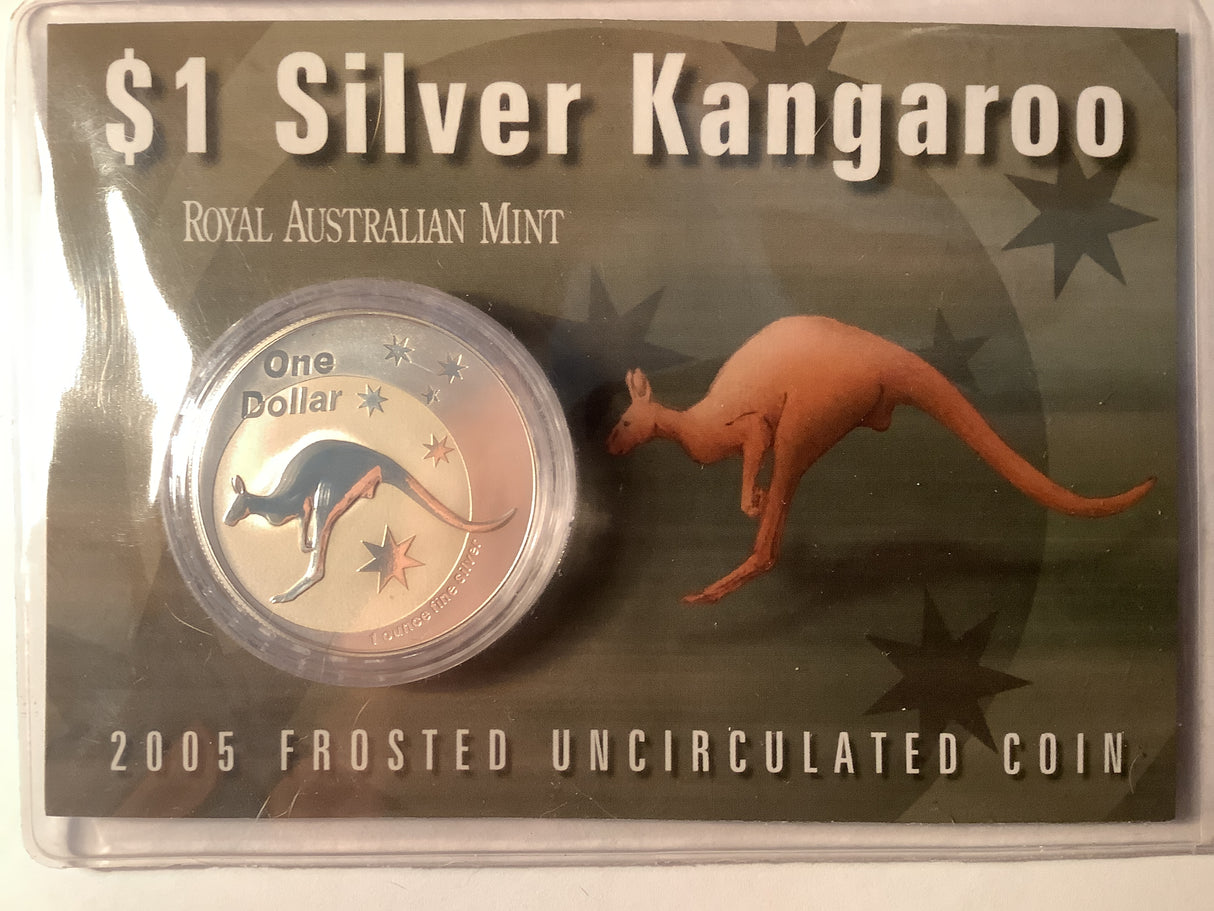 $1 Silver Kangaroo
ROYAL AUSTRALIAN MINT
One
Dollar
1 ounce fine silver
2005 FROSTED UNCIRCULATED COIN